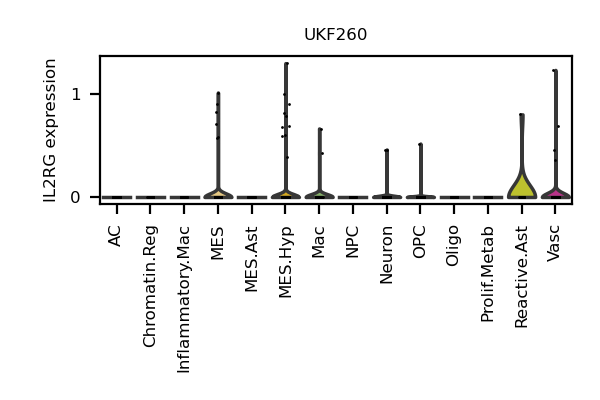 UKF260
IL2RG expression
1
0
AC
Chromatin.Reg
Inflammatory.Mac
MES
MES.Ast
MES.Hyp
Mac
NPC
Neuron
OPC
Oligo
Prolif.Metab
Reactive.Ast
Vasc